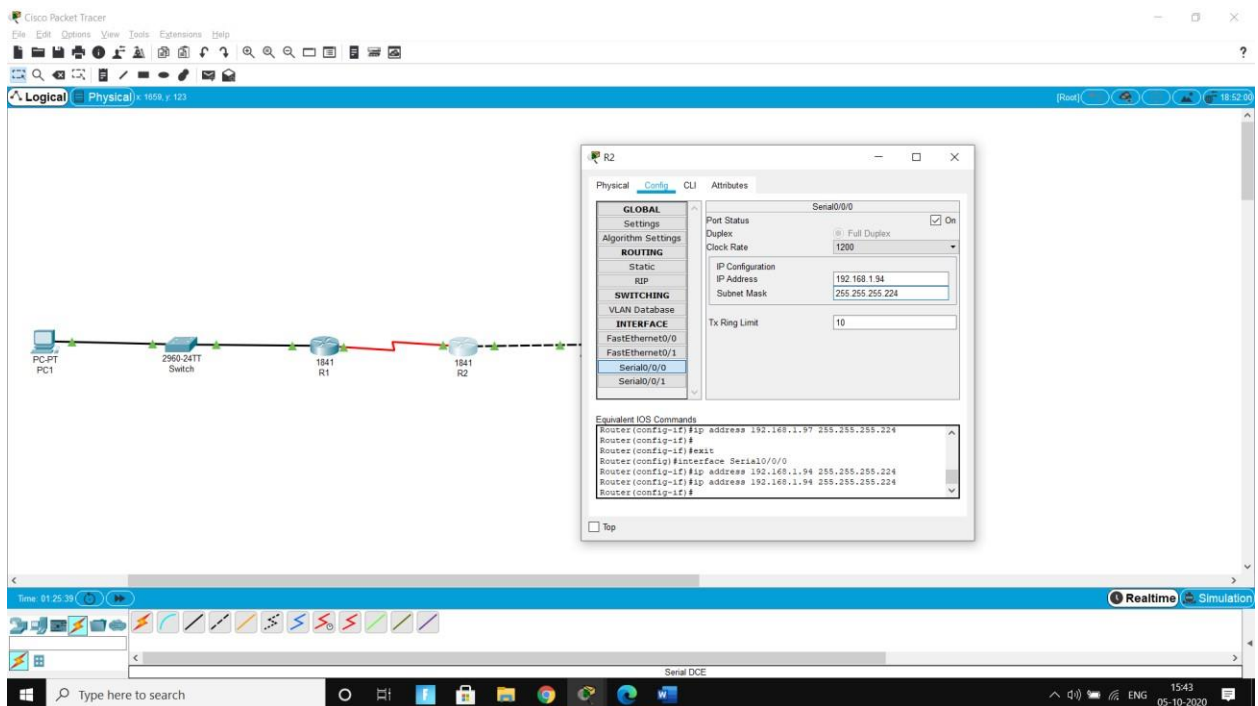 Cisco Packet Tracer
File Edit Options View Tools Extensions Help
?
Logical Physical x: 1659, y: 123 [Root] 18:52:00
R2
Physical Config CLI Attributes
GLOBAL
Settings
Algorithm Settings
ROUTING
Static
RIP
SWITCHING
VLAN Database
INTERFACE
FastEthernet0/0
FastEthernet0/1
Serial0/0/0
Serial0/0/1
Serial0/0/0
Port Status On
Duplex Full Duplex
Clock Rate 1200
IP Configuration
IP Address 192.168.1.94
Subnet Mask 255.255.255.224
Tx Ring Limit 10
Equivalent IOS Commands
Router(config-if)#ip address 192.168.1.97 255.255.255.224
Router(config-if)#
Router(config-if)#exit
Router(config)#interface Serial0/0/0
Router(config-if)#ip address 192.168.1.94 255.255.255.224
Router(config-if)#ip address 192.168.1.94 255.255.255.224
Router(config-if)#
Top
PC-PT
PC1
2960-24TT
Switch
1841
R1
1841
R2
Time: 01:25:39 Realtime Simulation
Serial DCE
Type here to search
ENG
15:43
05-10-2020